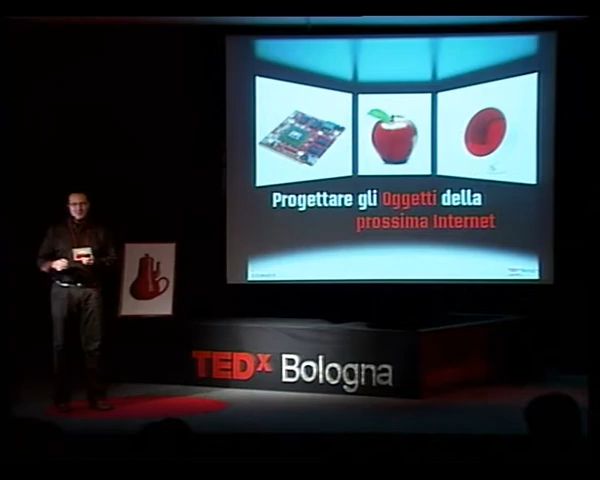 Progettare gli Oggetti della
prossima Internet
TEDx Bologna